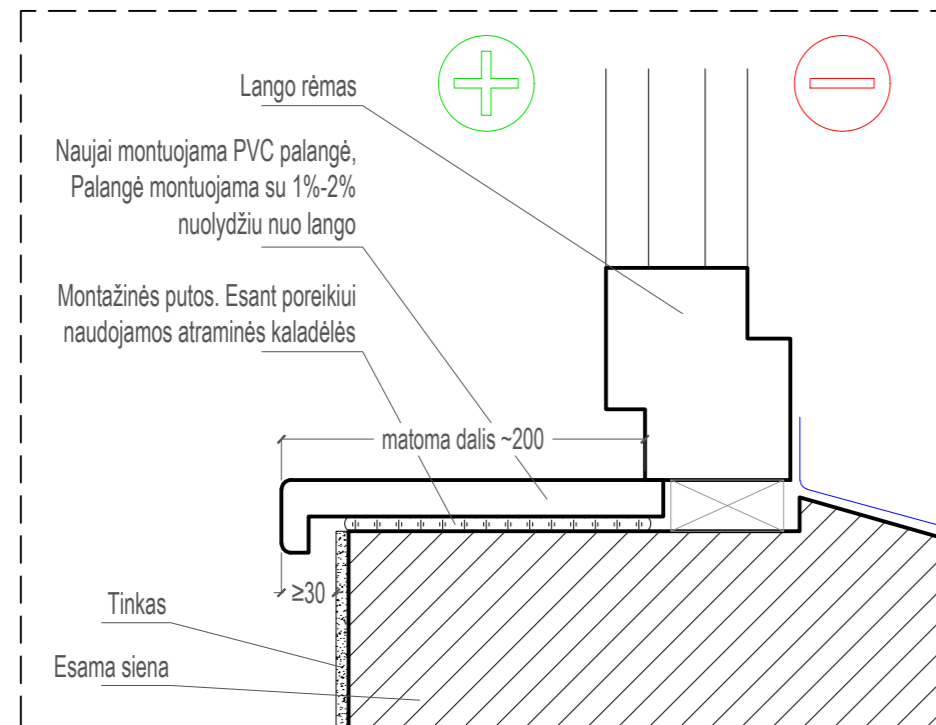 Lango rėmas
Naujai montuojama PVC palangė,
Palangė montuojama su 1%-2%
nuolydžiu nuo lango
Montažinės putos. Esant poreikiui
naudojamos atraminės kaladėlės
matoma dalis ~200
≥30
Tinkas
Esama siena